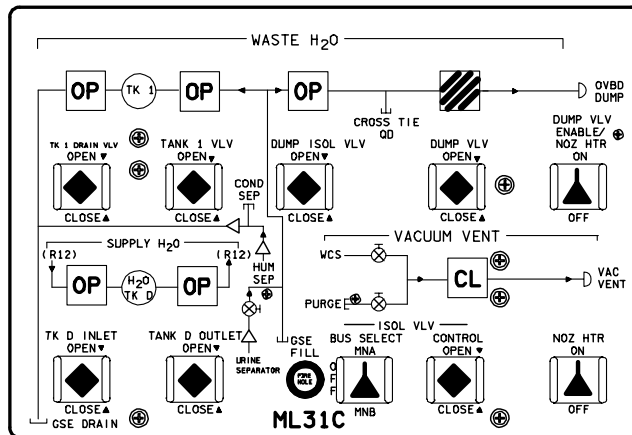 WASTE H2O
OP
TK 1
OP
OP
OVBD DUMP
CROSS TIE QD
DUMP VLV ENABLE/ NOZ HTR
TK 1 DRAIN VLV
OPEN▼
TANK 1 VLV
OPEN▼
DUMP ISOL VLV
OPEN▼
DUMP VLV
OPEN▼
ON
CLOSE▲
CLOSE▲
CLOSE▲
CLOSE▲
OFF
COND SEP
SUPPLY H2O
(R12)
(R12)
OP
H2O TK D
OP
HUM SEP
VACUUM VENT
WCS
PURGE
CL
VAC VENT
TK D INLET
OPEN▼
TANK D OUTLET
OPEN▼
URINE SEPARATOR
GSE FILL
ISOL VLV
BUS SELECT
MNA
CONTROL
OPEN▼
NOZ HTR
ON
FIRE HOLE
OFF
CLOSE▲
CLOSE▲
MNB
CLOSE▲
OFF
GSE DRAIN
ML31C